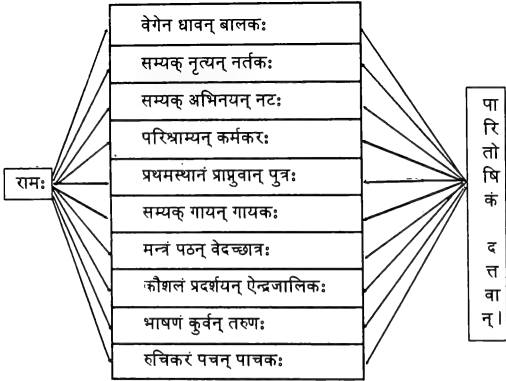 वेगेन धावन् बालकः
सम्यक् नृत्यन् नर्तकः
सम्यक् अभिनयन् नटः
परिश्राम्यन् कर्मकरः
रामः
प्रथमस्थानं प्राप्नुवान् पुत्रः
सम्यक् गायन् गायकः
मन्त्रं पठन् वेदच्छात्रः
कौशलं प्रदर्शयन् ऐन्द्रजालिकः
भाषणं कुर्वन् तरुणः
रुचिकरं पचन् पाचकः
पा
रि
तो
षि
कं
द
त्त
वा
न्।